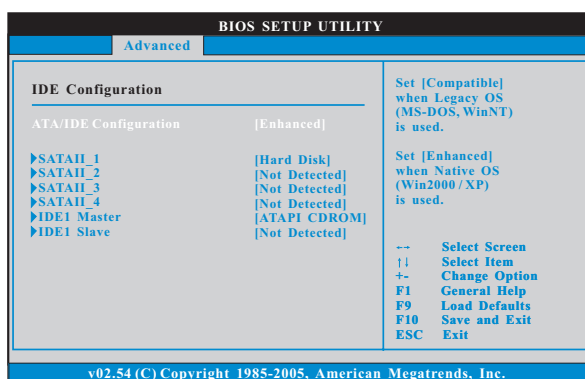 BIOS SETUP UTILITY
Advanced
IDE Configuration
ATA/IDE Configuration [Enhanced]
SATAII_1 [Hard Disk]
SATAII_2 [Not Detected]
SATAII_3 [Not Detected]
SATAII_4 [Not Detected]
IDE1 Master [ATAPI CDROM]
IDE1 Slave [Not Detected]
Set [Compatible]
when Legacy OS
(MS-DOS, WinNT)
is used.
Set [Enhanced]
when Native OS
(Win2000 / XP)
is used.
←→ Select Screen
↑↓ Select Item
+- Change Option
F1 General Help
F9 Load Defaults
F10 Save and Exit
ESC Exit
v02.54 (C) Copyright 1985-2005, American Megatrends, Inc.